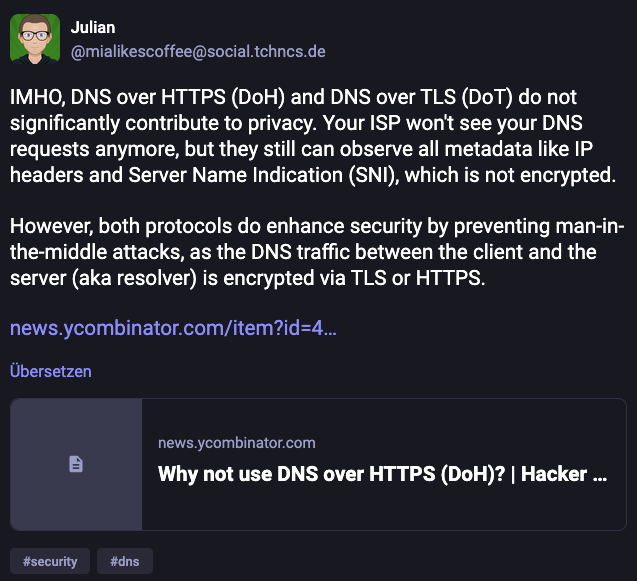 Julian
@mialikescoffee@social.tchncs.de
IMHO, DNS over HTTPS (DoH) and DNS over TLS (DoT) do not
significantly contribute to privacy. Your ISP won't see your DNS
requests anymore, but they still can observe all metadata like IP
headers and Server Name Indication (SNI), which is not encrypted.
However, both protocols do enhance security by preventing man-in-
the-middle attacks, as the DNS traffic between the client and the
server (aka resolver) is encrypted via TLS or HTTPS.
news.ycombinator.com/item?id=4…
Übersetzen
news.ycombinator.com
Why not use DNS over HTTPS (DoH)? | Hacker …
#security
#dns